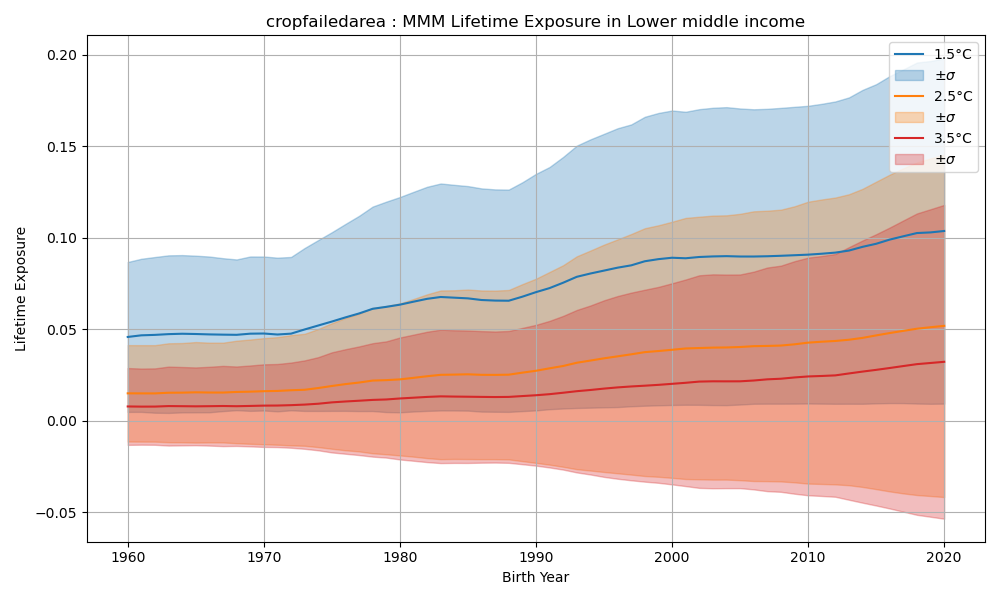 cropfailedarea : MMM Lifetime Exposure in Lower middle income
1.5°C
±σ
2.5°C
±σ
3.5°C
±σ
Lifetime Exposure
0.20
0.15
0.10
0.05
0.00
−0.05
1960 1970 1980 1990 2000 2010 2020
Birth Year